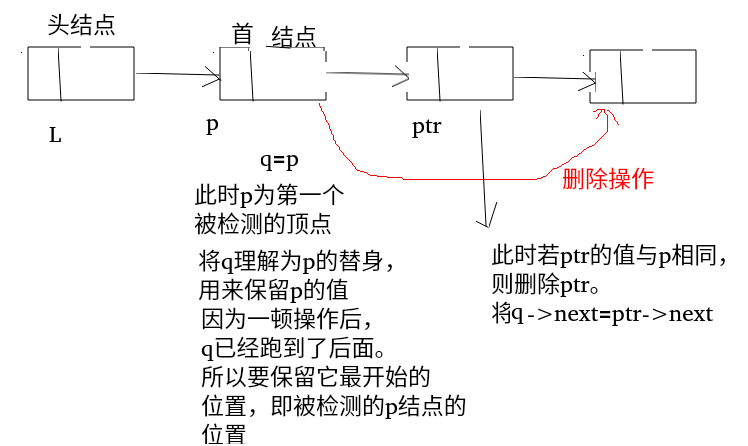 头结点
首 结点
L
p
ptr
q=p
删除操作
此时p为第一个
被检测的顶点
将q理解为p的替身，
用来保留p的值
因为一顿操作后，
q已经跑到了后面。
所以要保留它最开始的
位置，即被检测的p结点的
位置
此时若ptr的值与p相同，
则删除ptr。
将q->next=ptr->next